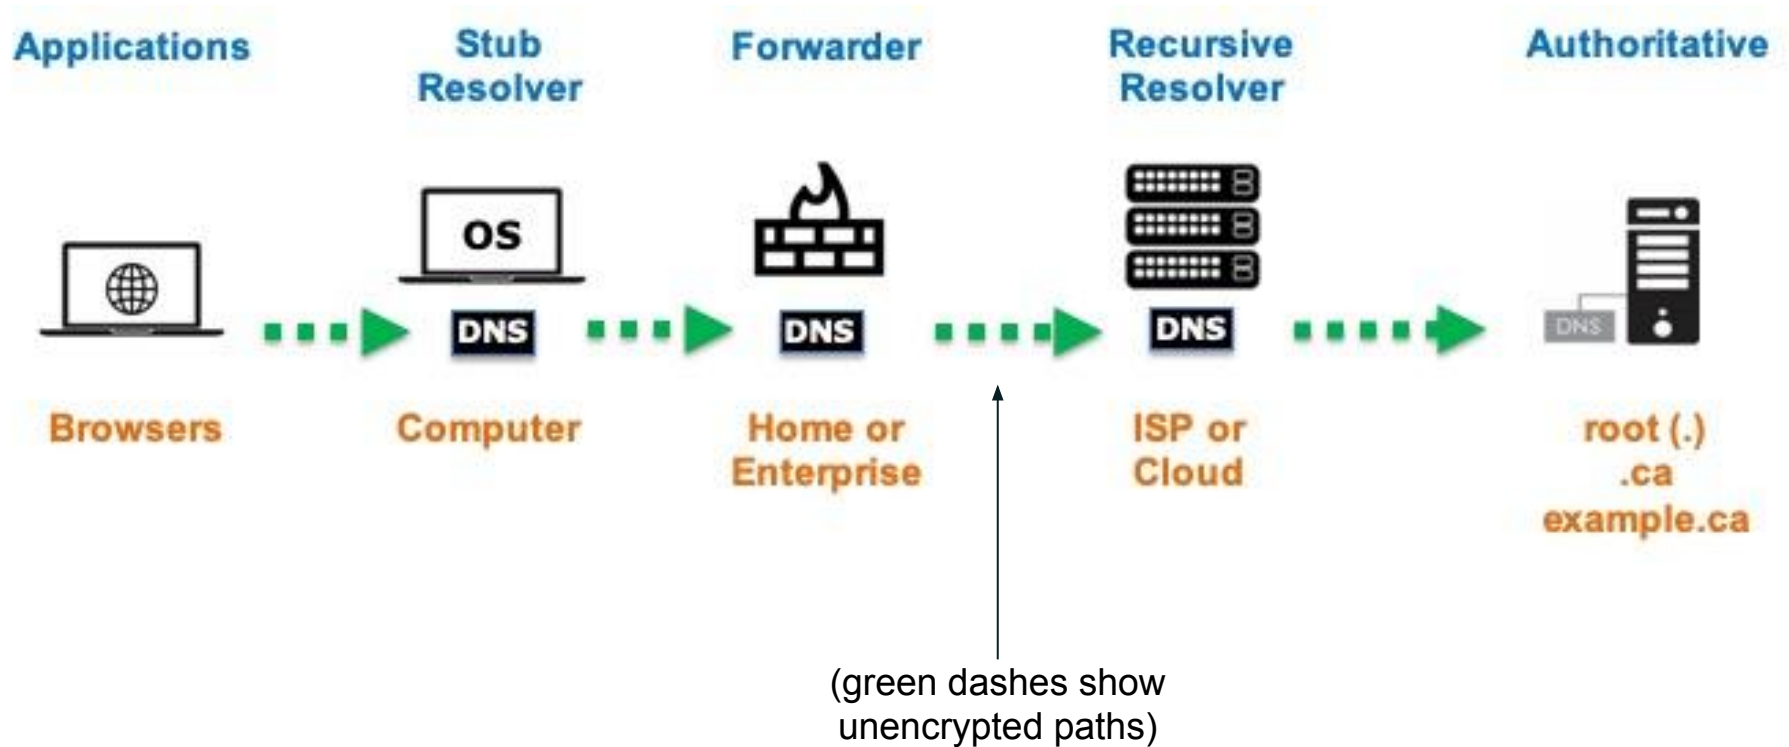 Applications
Stub
Resolver
Forwarder
Recursive
Resolver
Authoritative
OS
DNS
DNS
DNS
DNS
Browsers
Computer
Home or
Enterprise
ISP or
Cloud
root (.)
.ca
example.ca
(green dashes show
unencrypted paths)